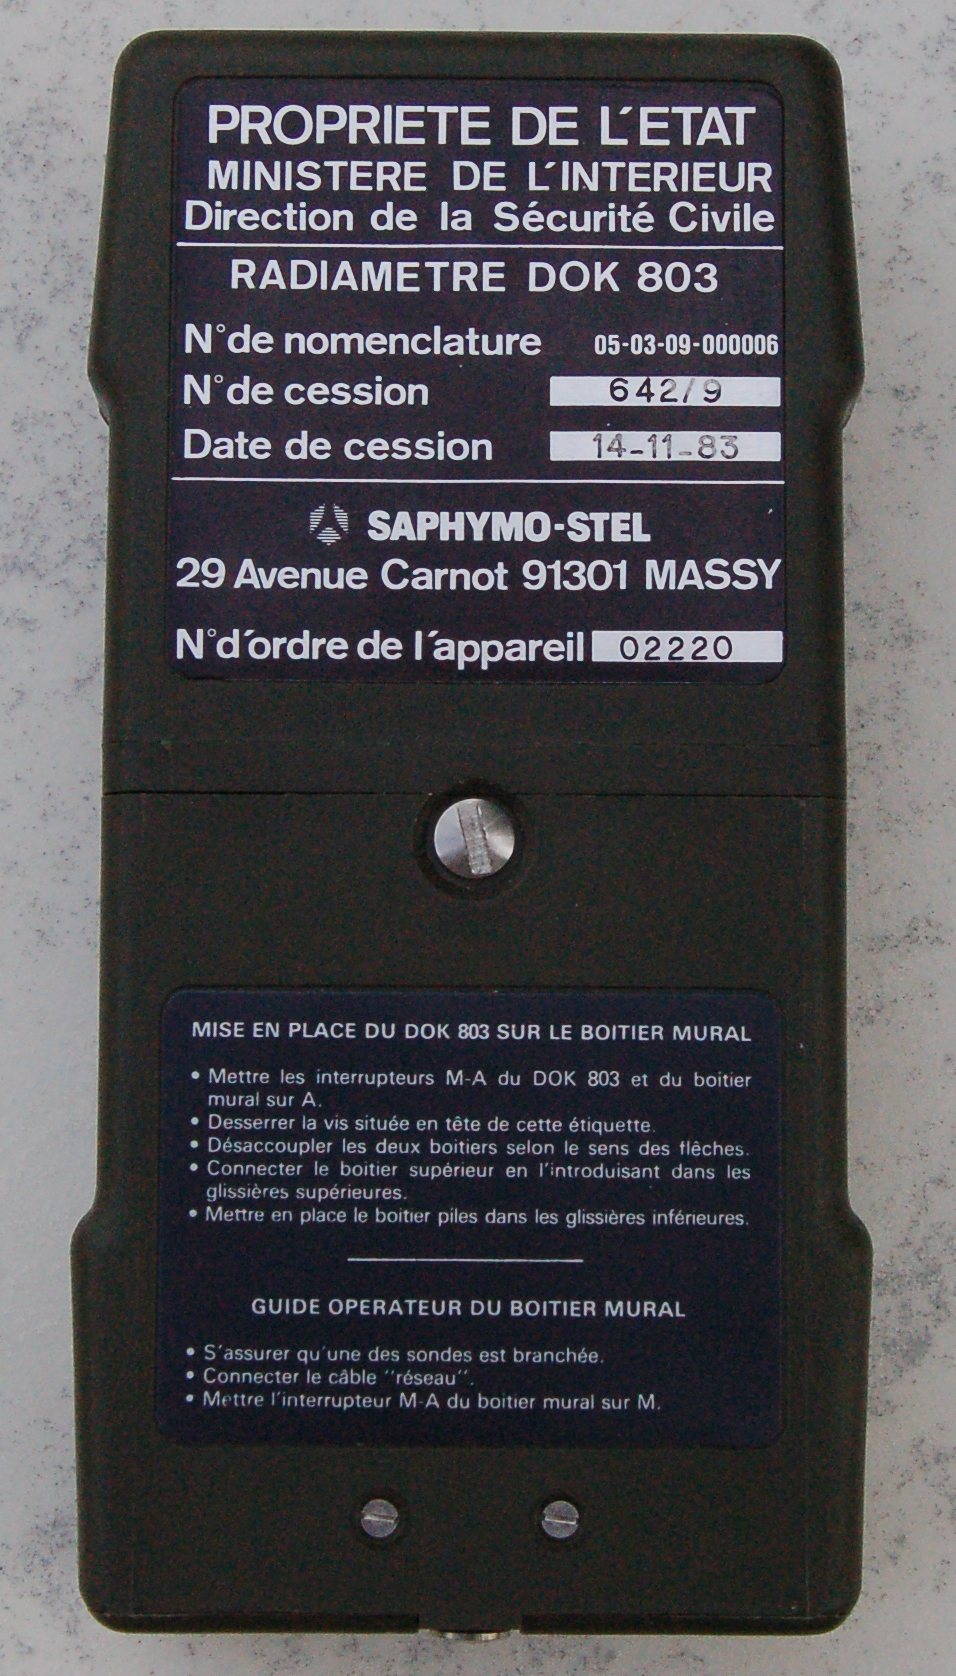 PROPRIETE DE L'ETAT
MINISTERE DE L'INTERIEUR
Direction de la Sécurité Civile
RADIAMETRE DOK 803
N° de nomenclature 05-03-09-000006
N° de cession 642/9
Date de cession 14-11-83
SAPHYMO-STEL
29 Avenue Carnot 91301 MASSY
N° d'ordre de l'appareil 02220
MISE EN PLACE DU DOK 803 SUR LE BOITIER MURAL
• Mettre les interrupteurs M-A du DOK 803 et du boitier
mural sur A.
• Desserrer la vis située en tête de cette étiquette.
• Désaccoupler les deux boitiers selon le sens des flêches.
• Connecter le boitier supérieur en l'introduisant dans les
glissières supérieures.
• Mettre en place le boitier piles dans les glissières inférieures.
GUIDE OPERATEUR DU BOITIER MURAL
• S'assurer qu'une des sondes est branchée.
• Connecter le câble "réseau".
• Mettre l'interrupteur M-A du boitier mural sur M.